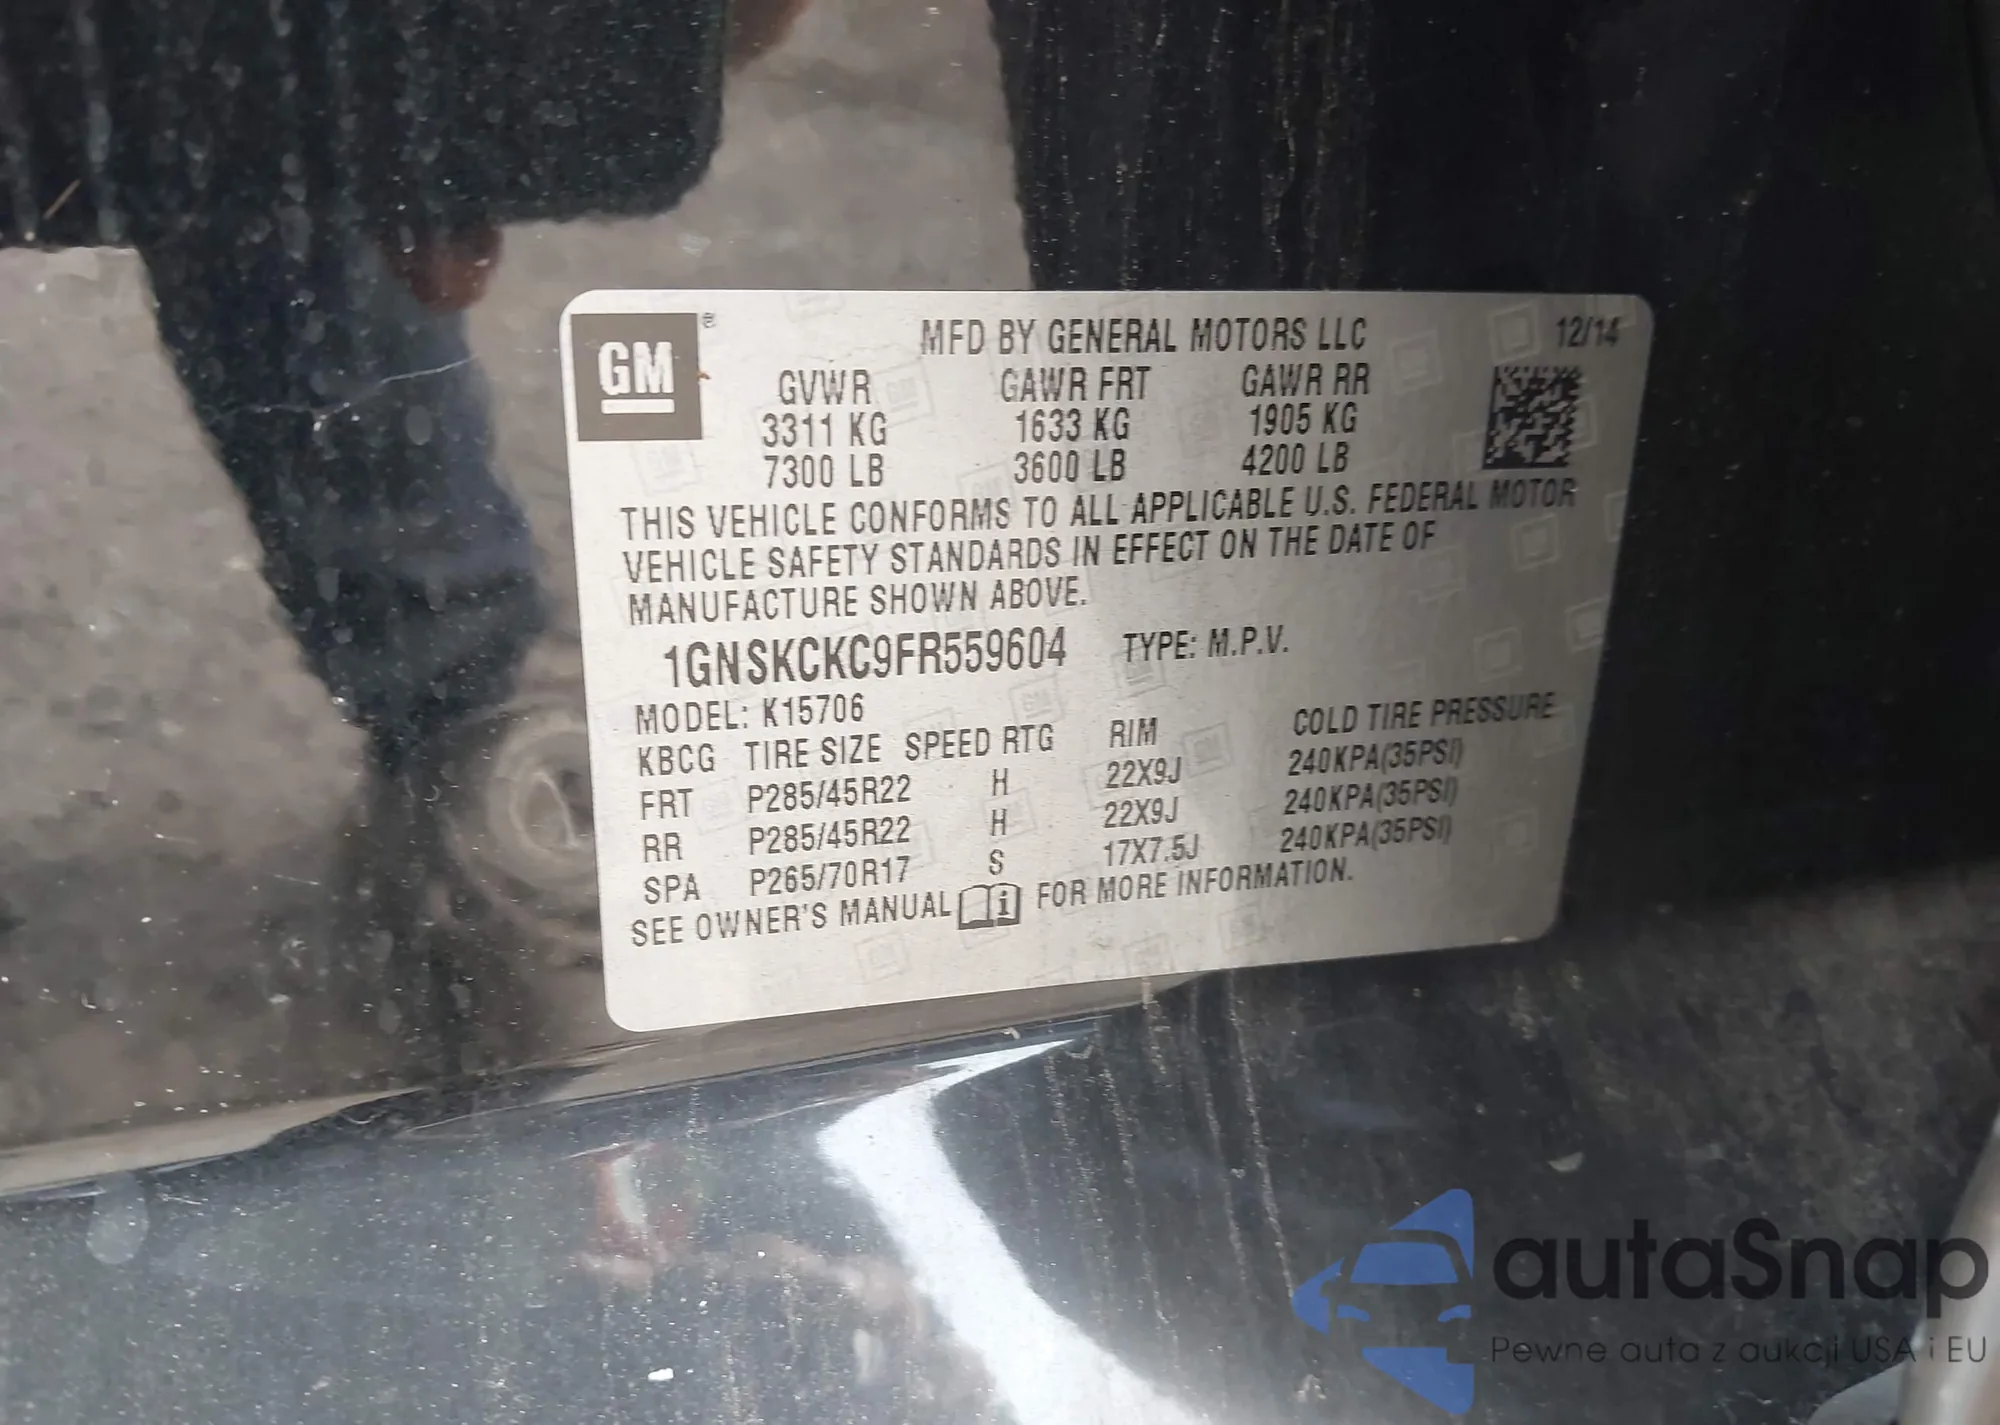 GM ® MFD BY GENERAL MOTORS LLC 12/14
GVWR GAWR FRT GAWR RR
3311 KG 1633 KG 1905 KG
7300 LB 3600 LB 4200 LB
THIS VEHICLE CONFORMS TO ALL APPLICABLE U.S. FEDERAL MOTOR
VEHICLE SAFETY STANDARDS IN EFFECT ON THE DATE OF
MANUFACTURE SHOWN ABOVE.
1GNSKCKC9FR559604 TYPE: M.P.V.
MODEL: K15706
KBCG TIRE SIZE SPEED RTG RIM COLD TIRE PRESSURE
FRT P285/45R22 H 22X9J 240KPA(35PSI)
RR P285/45R22 H 22X9J 240KPA(35PSI)
SPA P265/70R17 S 17X7.5J 240KPA(35PSI)
SEE OWNER'S MANUAL i FOR MORE INFORMATION.
autaSnap
Pewne auta z aukcji USA i EU